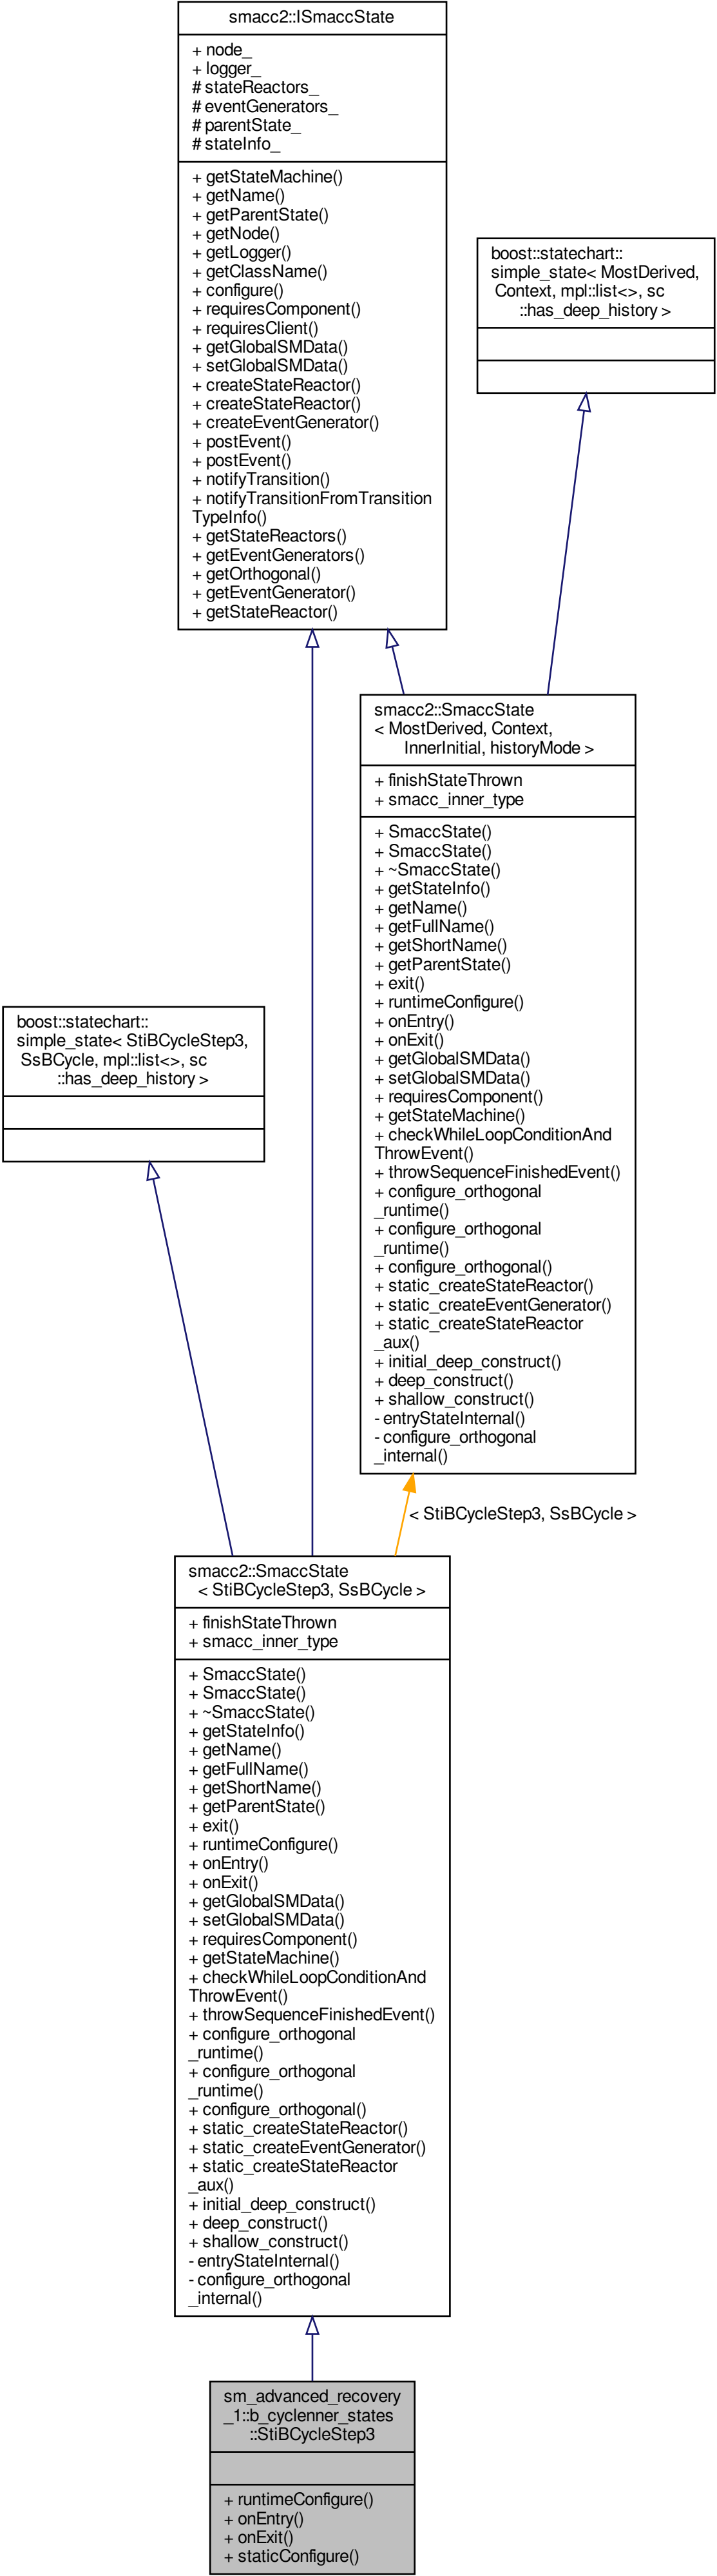 smacc2::ISmaccState
+ node_
+ logger_
# stateReactors_
# eventGenerators_
# parentState_
# stateInfo_
+ getStateMachine()
+ getName()
+ getParentState()
+ getNode()
+ getLogger()
+ getClassName()
+ configure()
+ requiresComponent()
+ requiresClient()
+ getGlobalSMData()
+ setGlobalSMData()
+ createStateReactor()
+ createStateReactor()
+ createEventGenerator()
+ postEvent()
+ postEvent()
+ notifyTransition()
+ notifyTransitionFromTransition
TypeInfo()
+ getStateReactors()
+ getEventGenerators()
+ getOrthogonal()
+ getEventGenerator()
+ getStateReactor()
boost::statechart::
simple_state< MostDerived,
Context, mpl::list<>, sc
::has_deep_history >
smacc2::SmaccState
< MostDerived, Context,
InnerInitial, historyMode >
+ finishStateThrown
+ smacc_inner_type
+ SmaccState()
+ SmaccState()
+ ~SmaccState()
+ getStateInfo()
+ getName()
+ getFullName()
+ getShortName()
+ getParentState()
+ exit()
+ runtimeConfigure()
+ onEntry()
+ onExit()
+ getGlobalSMData()
+ setGlobalSMData()
+ requiresComponent()
+ getStateMachine()
+ checkWhileLoopConditionAnd
ThrowEvent()
+ throwSequenceFinishedEvent()
+ configure_orthogonal
_runtime()
+ configure_orthogonal
_runtime()
+ configure_orthogonal()
+ static_createStateReactor()
+ static_createEventGenerator()
+ static_createStateReactor
_aux()
+ initial_deep_construct()
+ deep_construct()
+ shallow_construct()
- entryStateInternal()
- configure_orthogonal
_internal()
boost::statechart::
simple_state< StiBCycleStep3,
SsBCycle, mpl::list<>, sc
::has_deep_history >
< StiBCycleStep3, SsBCycle >
smacc2::SmaccState
< StiBCycleStep3, SsBCycle >
+ finishStateThrown
+ smacc_inner_type
+ SmaccState()
+ SmaccState()
+ ~SmaccState()
+ getStateInfo()
+ getName()
+ getFullName()
+ getShortName()
+ getParentState()
+ exit()
+ runtimeConfigure()
+ onEntry()
+ onExit()
+ getGlobalSMData()
+ setGlobalSMData()
+ requiresComponent()
+ getStateMachine()
+ checkWhileLoopConditionAnd
ThrowEvent()
+ throwSequenceFinishedEvent()
+ configure_orthogonal
_runtime()
+ configure_orthogonal
_runtime()
+ configure_orthogonal()
+ static_createStateReactor()
+ static_createEventGenerator()
+ static_createStateReactor
_aux()
+ initial_deep_construct()
+ deep_construct()
+ shallow_construct()
- entryStateInternal()
- configure_orthogonal
_internal()
sm_advanced_recovery
_1::b_cyclenner_states
::StiBCycleStep3
+ runtimeConfigure()
+ onEntry()
+ onExit()
+ staticConfigure()